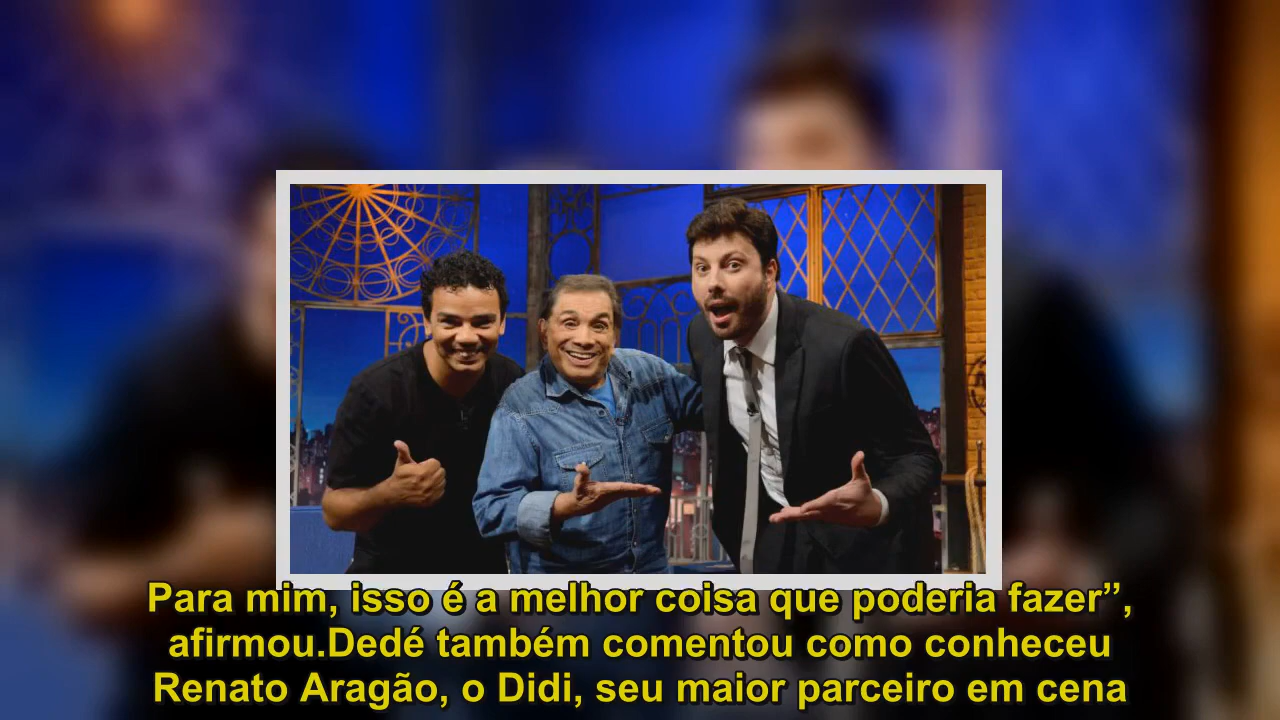 Para mim, isso é a melhor coisa que poderia fazer”,
afirmou.Dedé também comentou como conheceu
Renato Aragão, o Didi, seu maior parceiro em cena